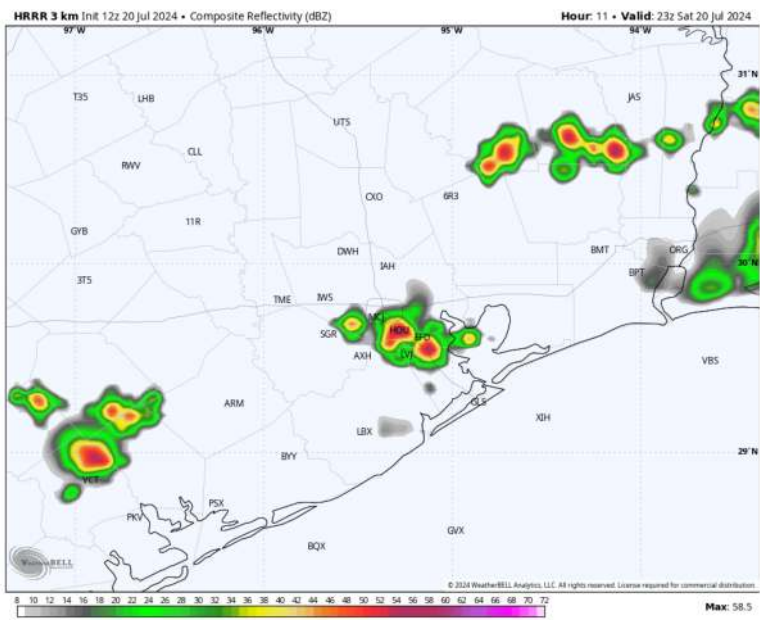 HRRR 3 km Init 12z 20 Jul 2024 • Composite Reflectivity (dBZ) Hour: 11 • Valid: 23z Sat 20 Jul 2024
97°W 96°W 95°W 94°W
31°N
T35 LHB JAS
UTS
CLL
RWV
CXO 6R3
11R
GYB
DWH BMT ORG
30°N
IAH BPT
3T5
TME IWS
MCJ
SGR HOU EFD
AXH LVJ
VBS
ARM GLS
XIH
LBX
BYY 29°N
VCT
PSX
PKV
GVX
BQX
WEATHERBELL
© 2024 WeatherBELL Analytics, LLC. All rights reserved. License required for commercial distribution.
8 10 12 14 16 18 20 22 24 26 28 30 32 34 36 38 40 42 44 46 48 50 52 54 56 58 60 62 64 66 68 70 72 Max: 58.5